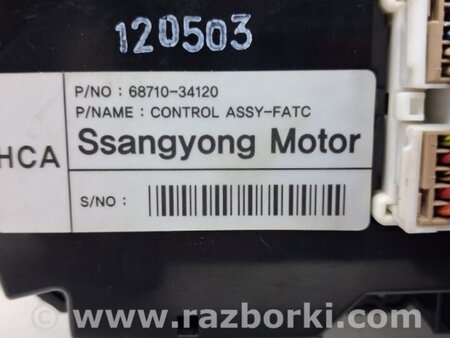 120503
P/NO : 68710-34120
P/NAME : CONTROL ASSY-FATC
HCA
Ssangyong Motor
S/NO :
www.razborki.com